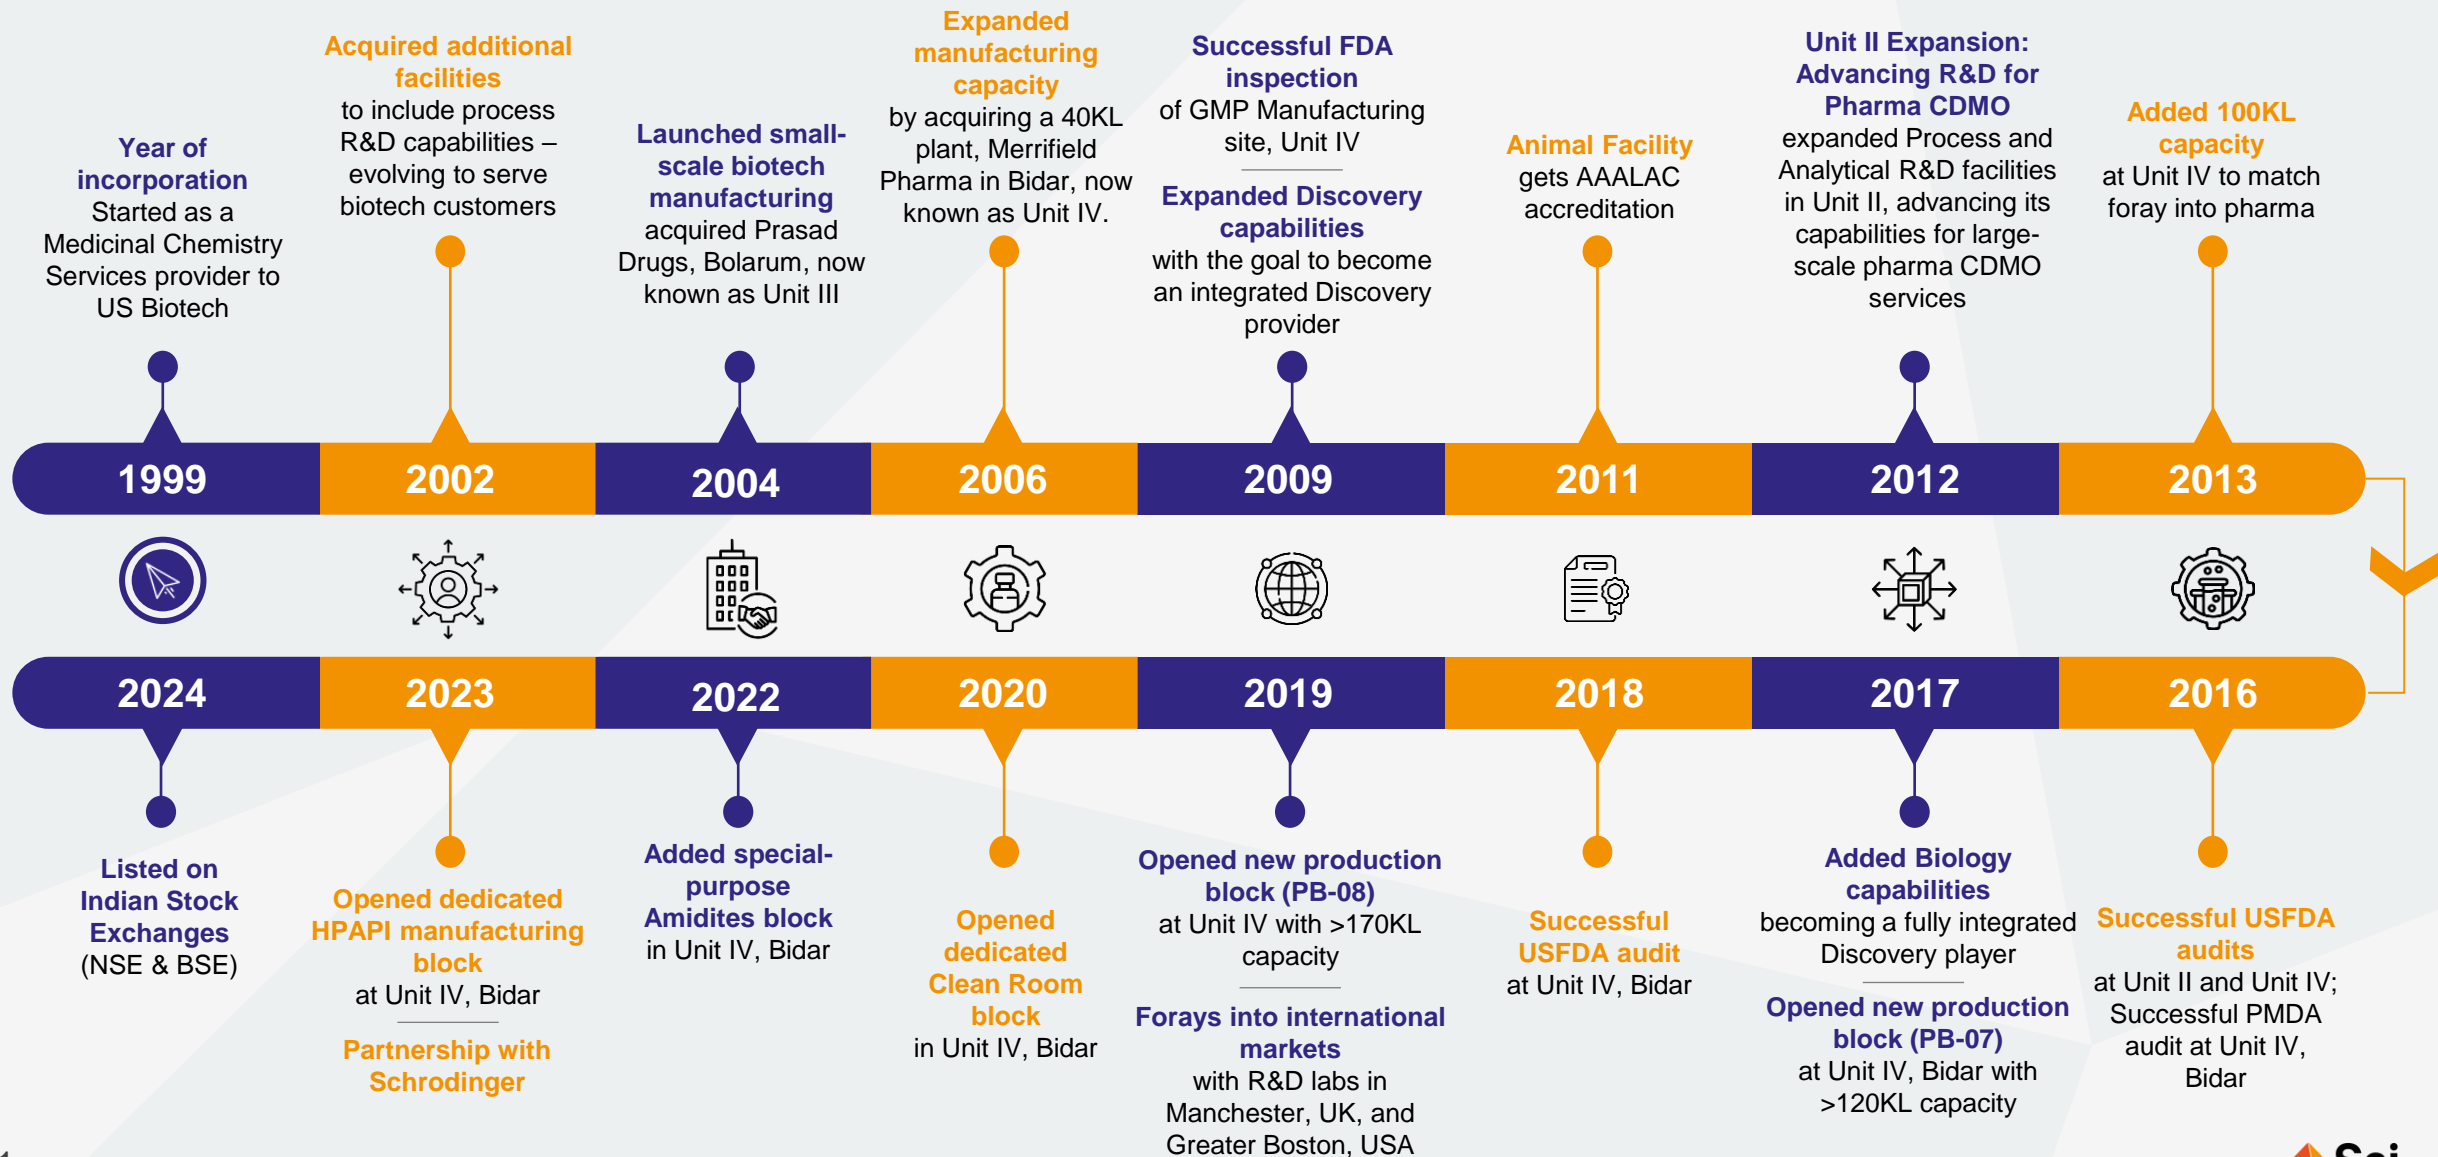 Year of
incorporation
Started as a
Medicinal Chemistry
Services provider to
US Biotech
Acquired additional
facilities
to include process
R&D capabilities –
evolving to serve
biotech customers
Launched small-
scale biotech
manufacturing
acquired Prasad
Drugs, Bolarum, now
known as Unit III
Expanded
manufacturing
capacity
by acquiring a 40KL
plant, Merrifield
Pharma in Bidar, now
known as Unit IV.
Successful FDA
inspection
of GMP Manufacturing
site, Unit IV
Expanded Discovery
capabilities
with the goal to become
an integrated Discovery
provider
Animal Facility
gets AAALAC
accreditation
Unit II Expansion:
Advancing R&D for
Pharma CDMO
expanded Process and
Analytical R&D facilities
in Unit II, advancing its
capabilities for large-
scale pharma CDMO
services
Added 100KL
capacity
at Unit IV to match
foray into pharma
1999
2002
2004
2006
2009
2011
2012
2013
2024
2023
2022
2020
2019
2018
2017
2016
Listed on
Indian Stock
Exchanges
(NSE & BSE)
Opened dedicated
HPAPI manufacturing
block
at Unit IV, Bidar
Partnership with
Schrodinger
Added special-
purpose
Amidites block
in Unit IV, Bidar
Opened
dedicated
Clean Room
block
in Unit IV, Bidar
Opened new production
block (PB-08)
at Unit IV with >170KL
capacity
Forays into international
markets
with R&D labs in
Manchester, UK, and
Greater Boston, USA
Successful
USFDA audit
at Unit IV, Bidar
Added Biology
capabilities
becoming a fully integrated
Discovery player
Opened new production
block (PB-07)
at Unit IV, Bidar with
>120KL capacity
Successful USFDA
audits
at Unit II and Unit IV;
Successful PMDA
audit at Unit IV,
Bidar